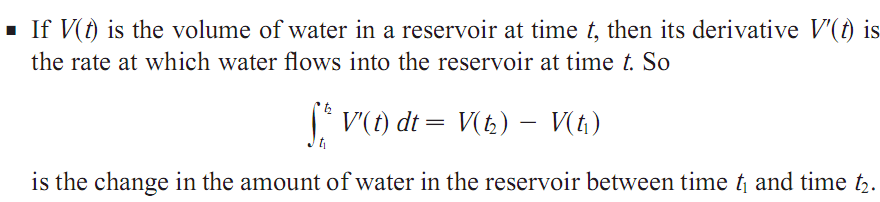 ▪ If V(t) is the volume of water in a reservoir at time t, then its derivative V′(t) is
the rate at which water flows into the reservoir at time t. So
∫ₜ₁ᵗ₂ V′(t) dt = V(t₂) − V(t₁)
is the change in the amount of water in the reservoir between time t₁ and time t₂.